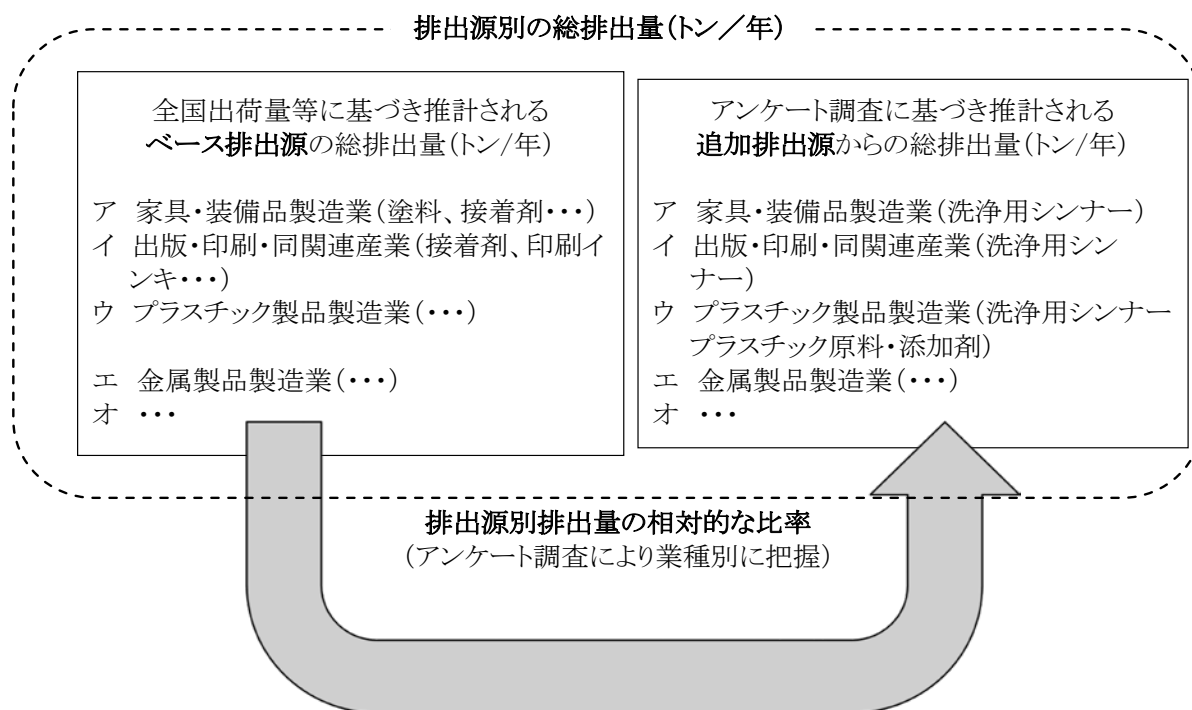 排出源別の総排出量(トン／年)
全国出荷量等に基づき推計される
ベース排出源の総排出量(トン/年)
ア 家具・装備品製造業(塗料、接着剤・・・)
イ 出版・印刷・同関連産業(接着剤、印刷イ
ンキ・・・)
ウ プラスチック製品製造業(・・・)
エ 金属製品製造業(・・・)
オ ・・・
アンケート調査に基づき推計される
追加排出源からの総排出量(トン/年)
ア 家具・装備品製造業(洗浄用シンナー)
イ 出版・印刷・同関連産業(洗浄用シン
ナー)
ウ プラスチック製品製造業(洗浄用シンナー
プラスチック原料・添加剤)
エ 金属製品製造業(・・・)
オ ・・・
排出源別排出量の相対的な比率
(アンケート調査により業種別に把握)